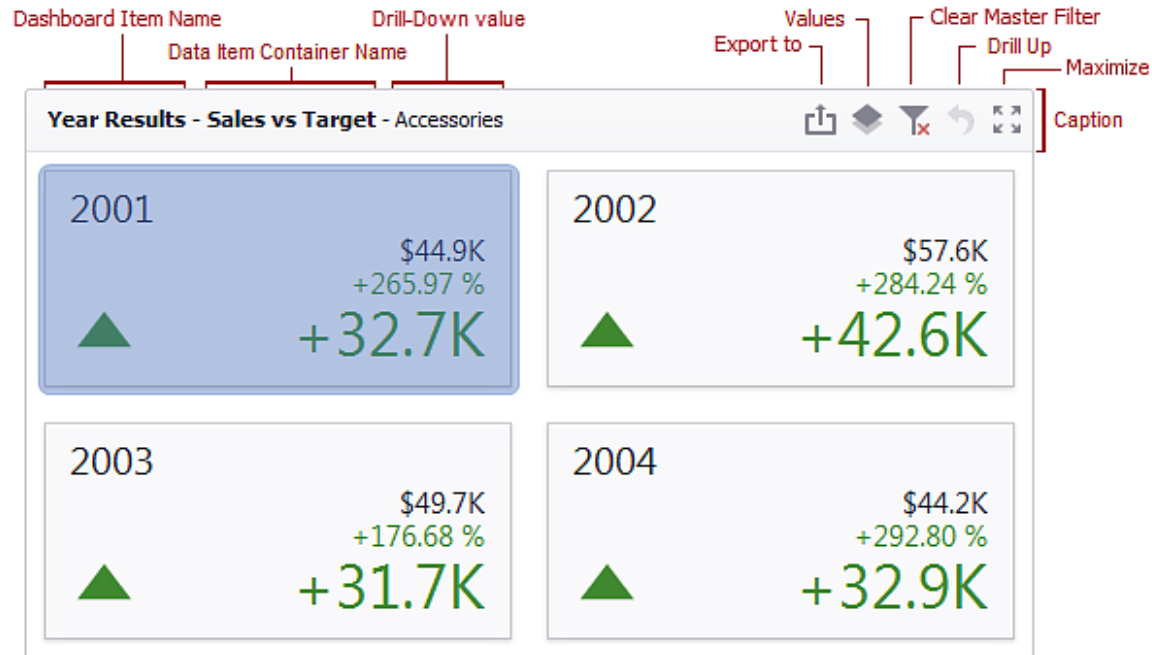 Dashboard Item Name
Drill-Down value
Values
Clear Master Filter
Data Item Container Name
Export to
Drill Up
Maximize
Year Results - Sales vs Target - Accessories
Caption
2001
$44.9K
+265.97 %
+32.7K
2002
$57.6K
+284.24 %
+42.6K
2003
$49.7K
+176.68 %
+31.7K
2004
$44.2K
+292.80 %
+32.9K